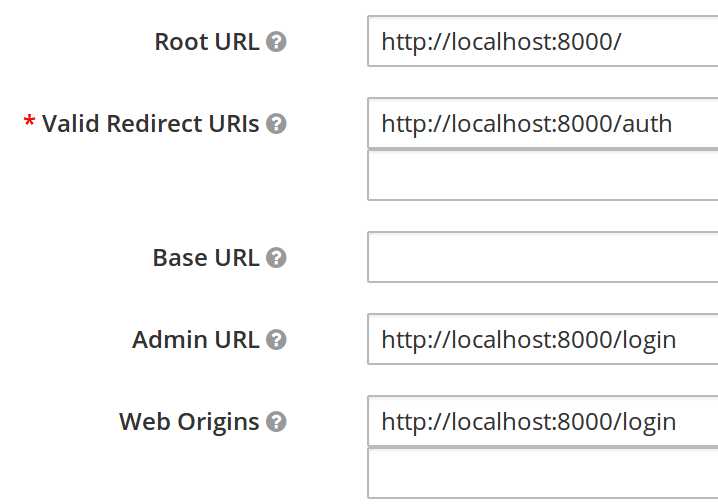 Root URL ? http://localhost:8000/
* Valid Redirect URIs ? http://localhost:8000/auth
Base URL ?
Admin URL ? http://localhost:8000/login
Web Origins ? http://localhost:8000/login